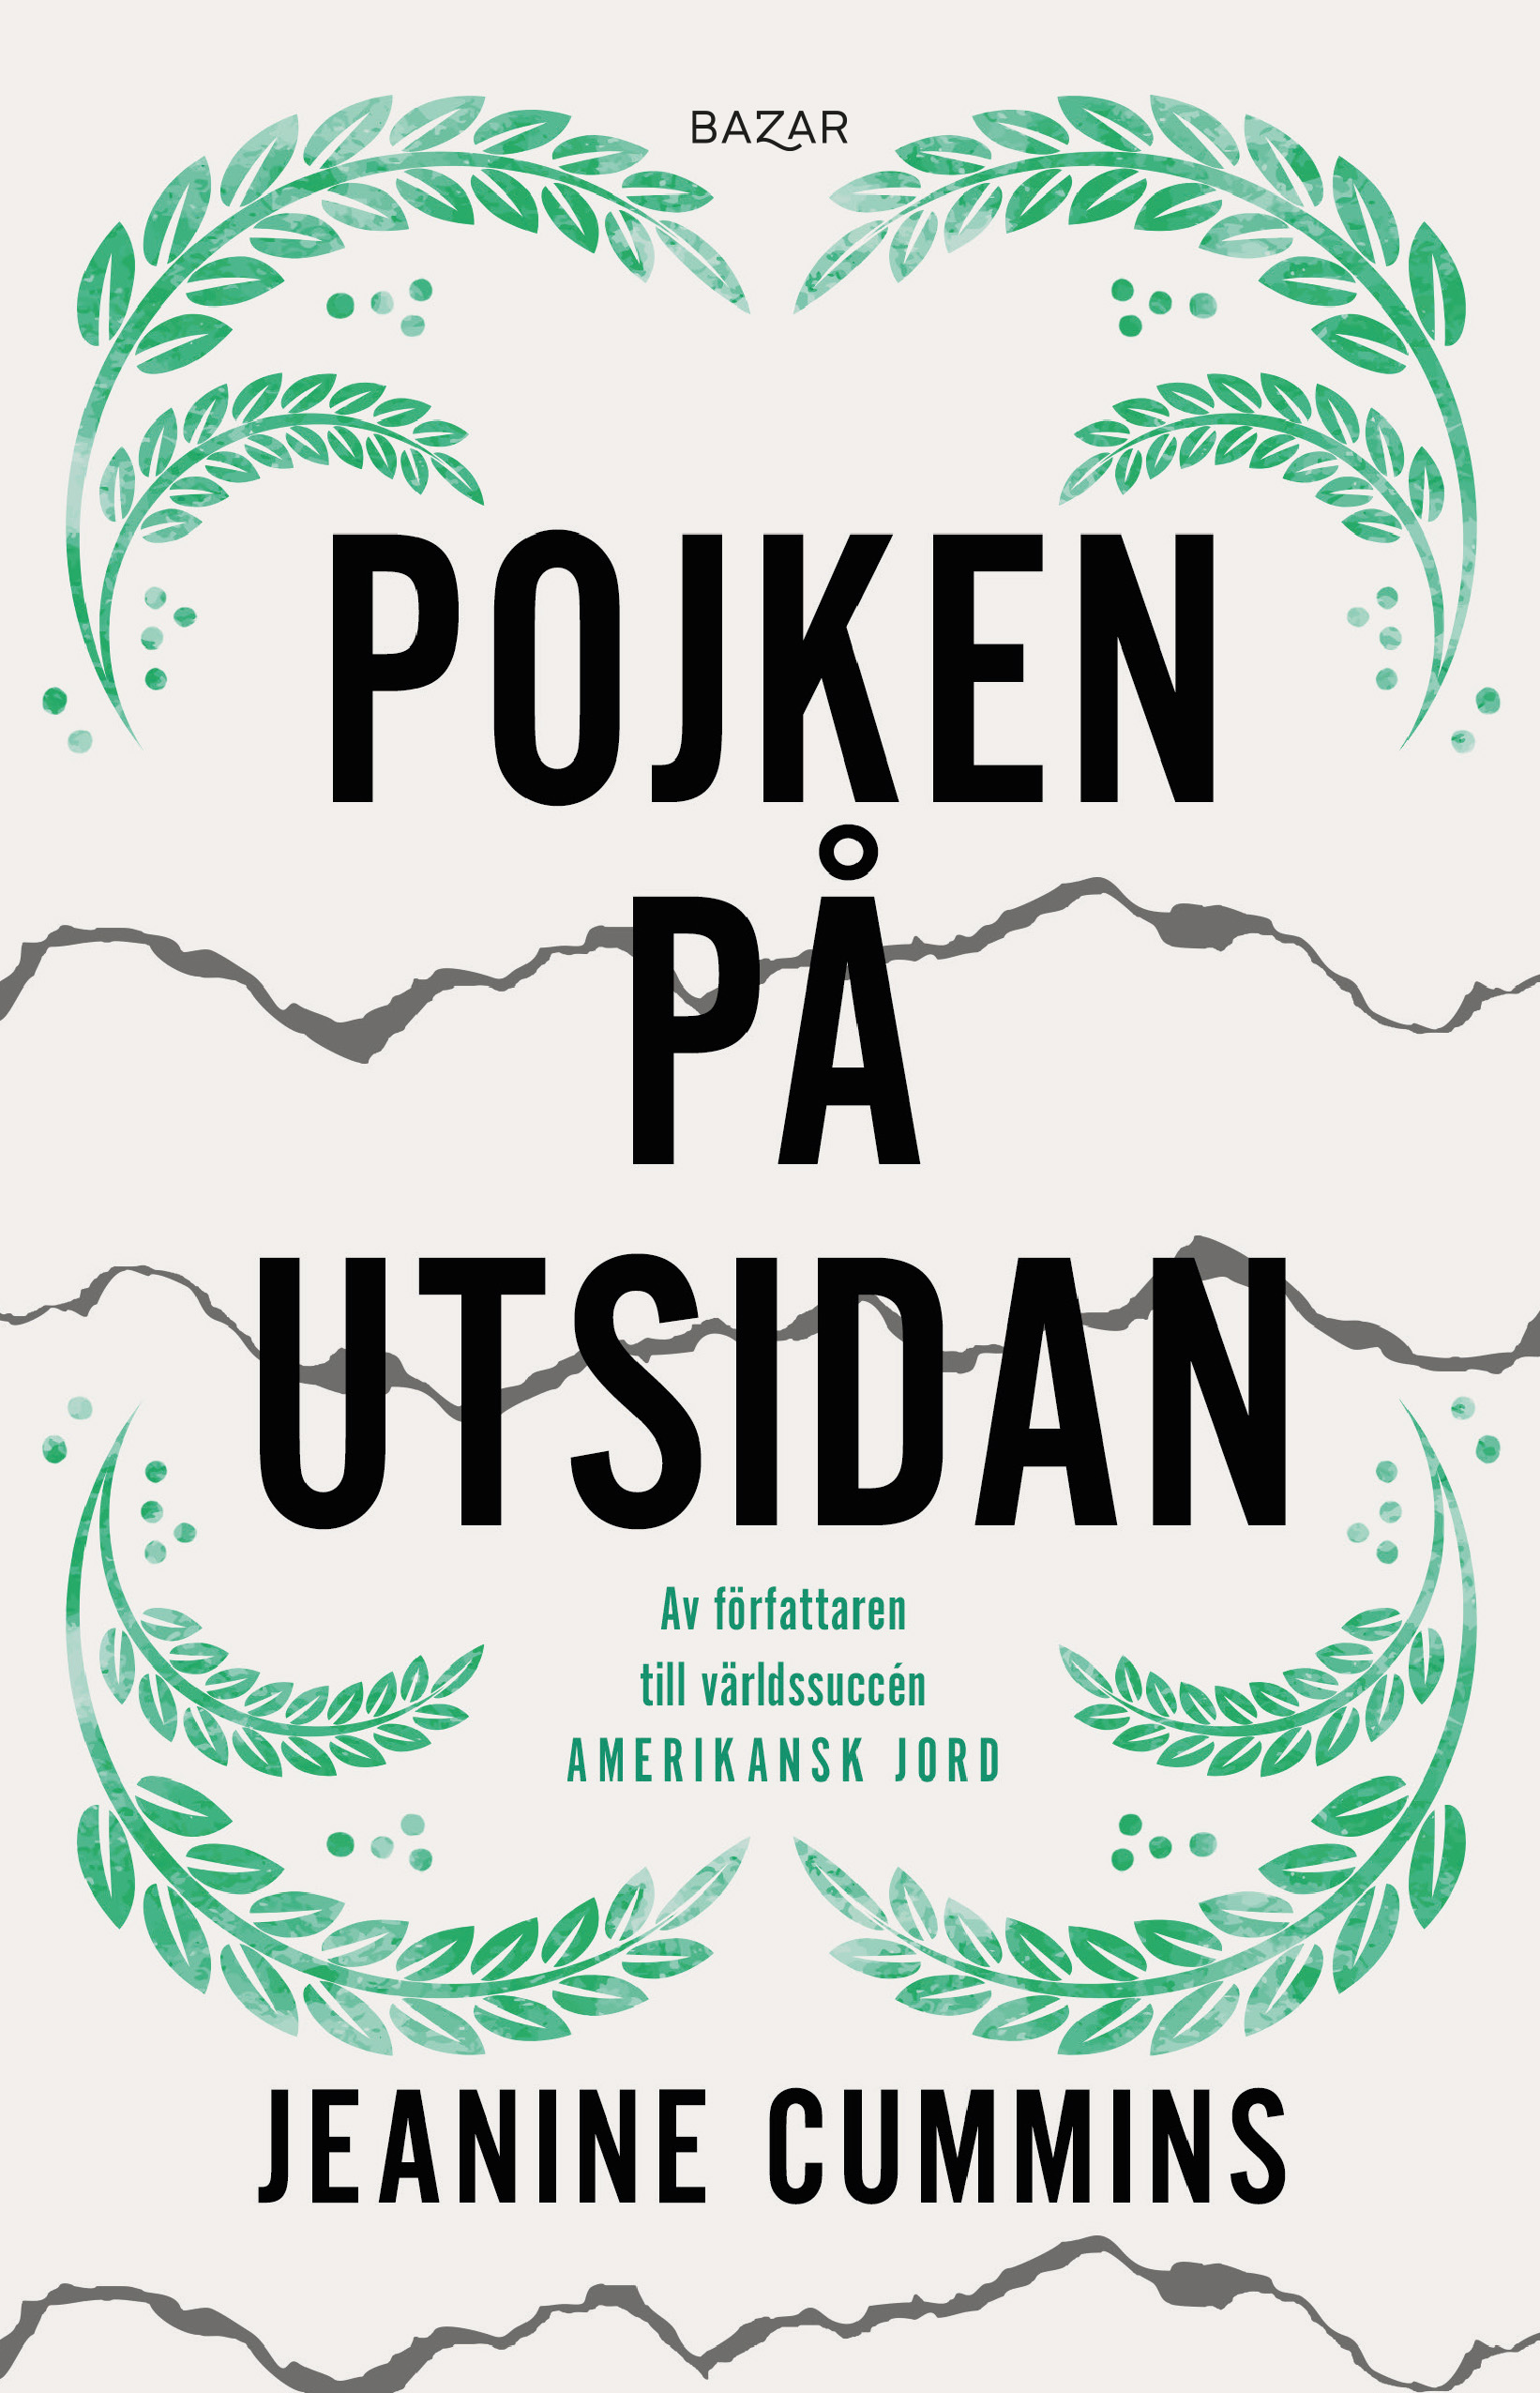 BAZAR
POJKEN
PÅ
UTSIDAN
Av författaren
till världssuccén
AMERIKANSK JORD
JEANINE CUMMINS